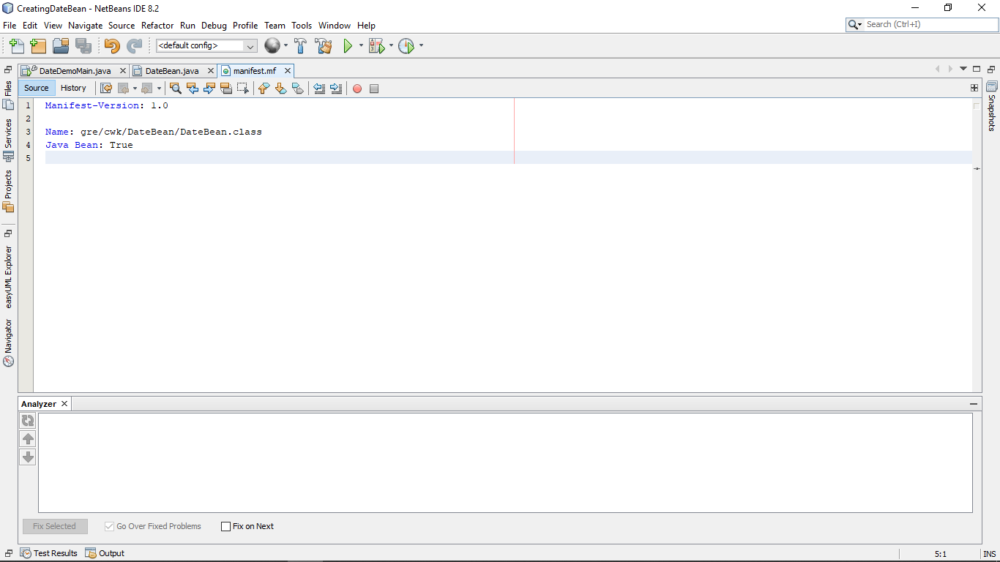 CreatingDateBean - NetBeans IDE 8.2
File Edit View Navigate Source Refactor Run Debug Profile Team Tools Window Help
Search (Ctrl+I)
<default config>
DateDemoMain.java
DateBean.java
manifest.mf
Source
History
Files
Services
Projects
easyUML Explorer
Navigator
Snapshots
1 Manifest-Version: 1.0
2
3 Name: gre/cwk/DateBean/DateBean.class
4 Java Bean: True
5
Analyzer
Fix Selected
Go Over Fixed Problems
Fix on Next
Test Results
Output
5:1
INS